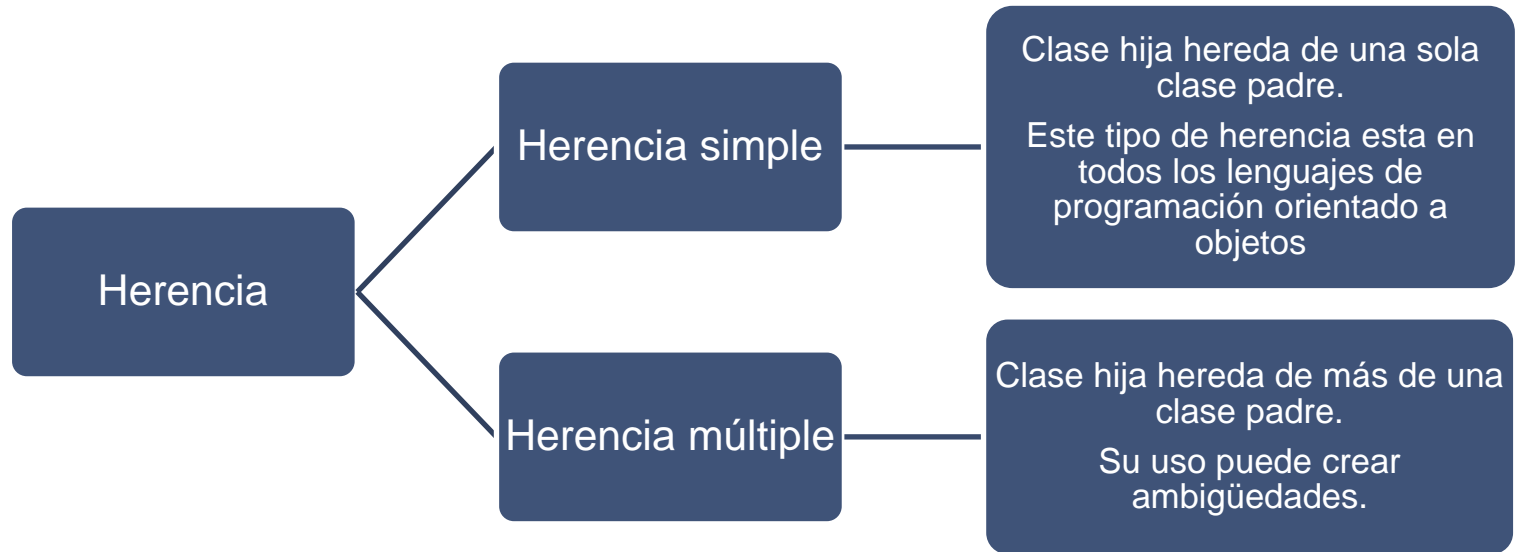 Herencia
Herencia simple
Clase hija hereda de una sola
clase padre.
Este tipo de herencia esta en
todos los lenguajes de
programación orientado a
objetos
Herencia múltiple
Clase hija hereda de más de una
clase padre.
Su uso puede crear
ambigüedades.